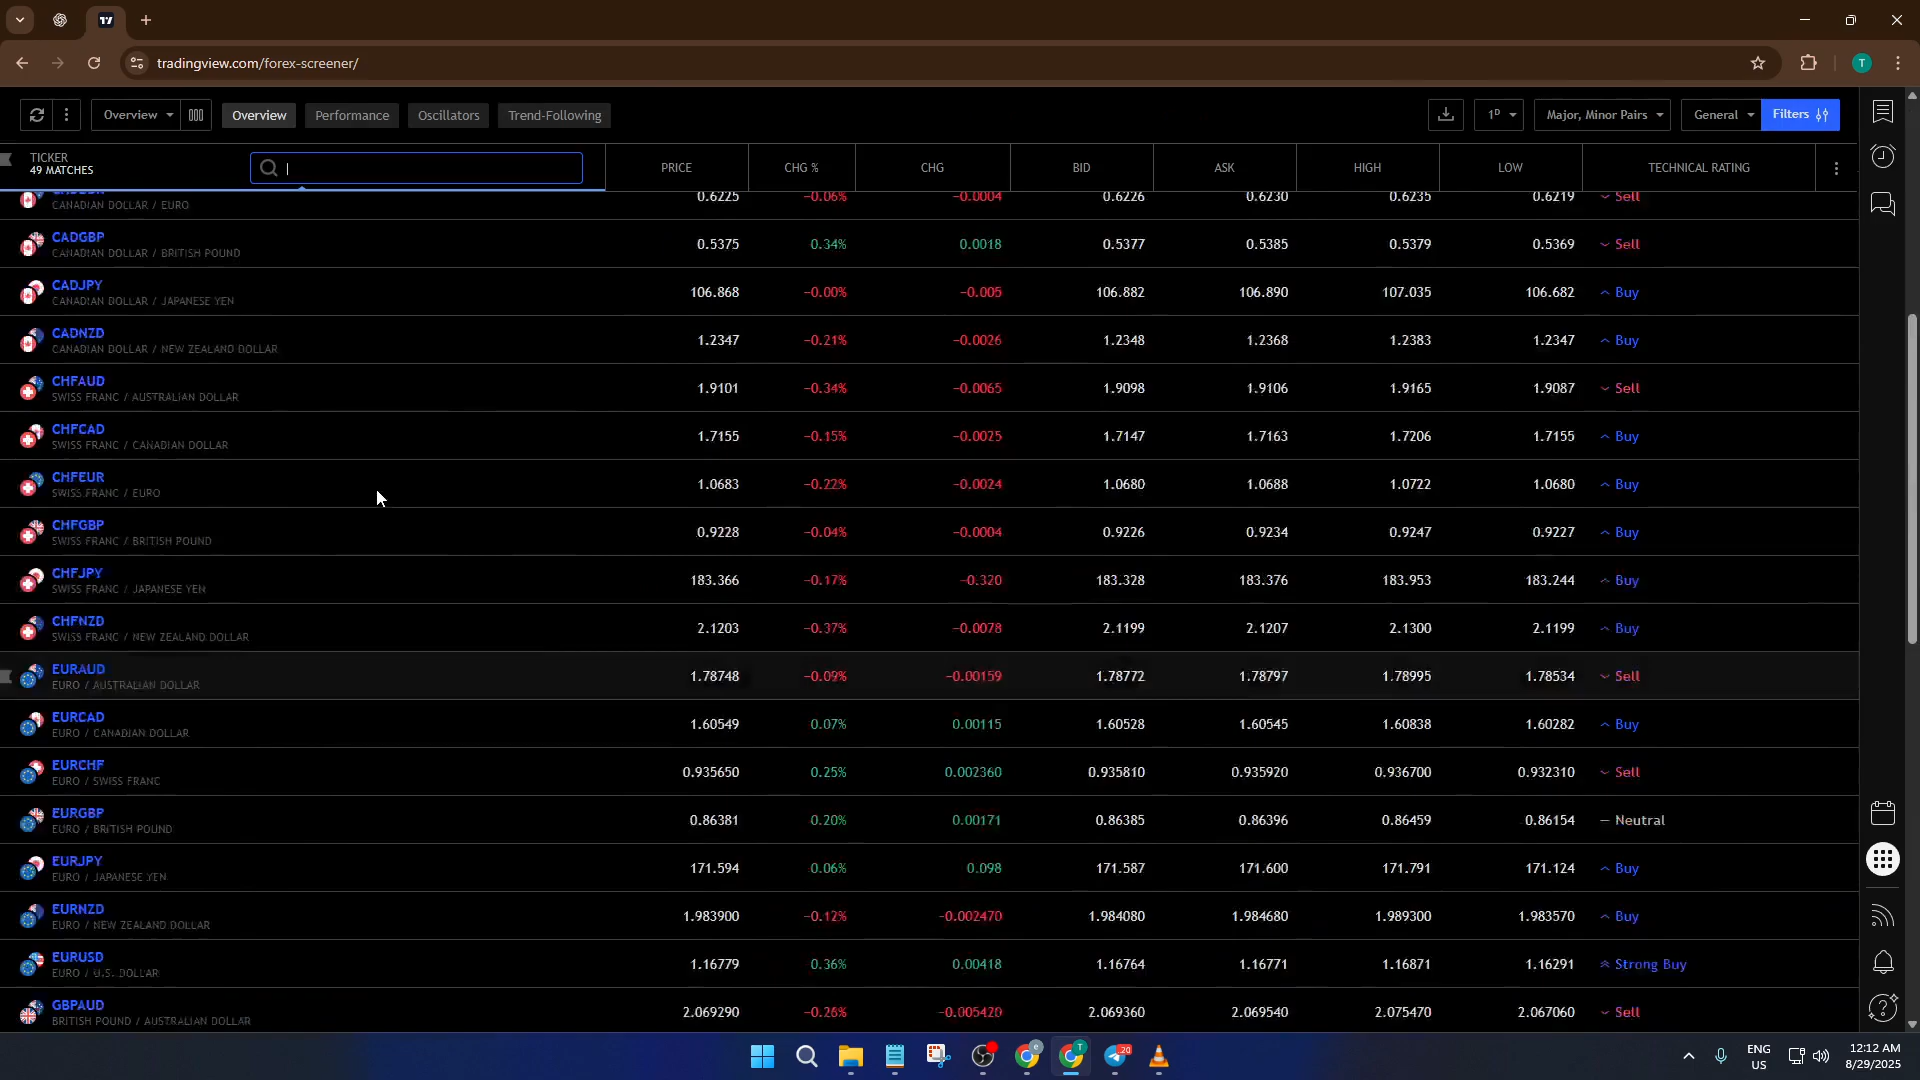 tradingview.com/forex-screener/
T
Overview Overview Performance Oscillators Trend-Following 1D Major, Minor Pairs General Filters
TICKER
49 MATCHES
PRICE CHG % CHG BID ASK HIGH LOW TECHNICAL RATING
0.6225 −0.06% −0.0004 0.6226 0.6230 0.6235 0.6219 Sell
CANADIAN DOLLAR / EURO
CADGBP 0.5375 0.34% 0.0018 0.5377 0.5385 0.5379 0.5369 Sell
CANADIAN DOLLAR / BRITISH POUND
CADJPY 106.868 −0.00% −0.005 106.882 106.890 107.035 106.682 Buy
CANADIAN DOLLAR / JAPANESE YEN
CADNZD 1.2347 −0.21% −0.0026 1.2348 1.2368 1.2383 1.2347 Buy
CANADIAN DOLLAR / NEW ZEALAND DOLLAR
CHFAUD 1.9101 −0.34% −0.0065 1.9098 1.9106 1.9165 1.9087 Sell
SWISS FRANC / AUSTRALIAN DOLLAR
CHFCAD 1.7155 −0.15% −0.0025 1.7147 1.7163 1.7206 1.7155 Buy
SWISS FRANC / CANADIAN DOLLAR
CHFEUR 1.0683 −0.22% −0.0024 1.0680 1.0688 1.0722 1.0680 Buy
SWISS FRANC / EURO
CHFGBP 0.9228 −0.04% −0.0004 0.9226 0.9234 0.9247 0.9227 Buy
SWISS FRANC / BRITISH POUND
CHFJPY 183.366 −0.17% −0.320 183.328 183.376 183.953 183.244 Buy
SWISS FRANC / JAPANESE YEN
CHFNZD 2.1203 −0.37% −0.0078 2.1199 2.1207 2.1300 2.1199 Buy
SWISS FRANC / NEW ZEALAND DOLLAR
EURAUD 1.78748 −0.09% −0.00159 1.78772 1.78797 1.78995 1.78534 Sell
EURO / AUSTRALIAN DOLLAR
EURCAD 1.60549 0.07% 0.00115 1.60528 1.60545 1.60838 1.60282 Buy
EURO / CANADIAN DOLLAR
EURCHF 0.935650 0.25% 0.002360 0.935810 0.935920 0.936700 0.932310 Sell
EURO / SWISS FRANC
EURGBP 0.86381 0.20% 0.00171 0.86385 0.86396 0.86459 0.86154 Neutral
EURO / BRITISH POUND
EURJPY 171.594 0.06% 0.098 171.587 171.600 171.791 171.124 Buy
EURO / JAPANESE YEN
EURNZD 1.983900 −0.12% −0.002470 1.984080 1.984680 1.989300 1.983570 Buy
EURO / NEW ZEALAND DOLLAR
EURUSD 1.16779 0.36% 0.00418 1.16764 1.16771 1.16871 1.16291 Strong Buy
EURO / U.S. DOLLAR
GBPAUD 2.069290 −0.26% −0.005420 2.069360 2.069540 2.075470 2.067060 Sell
BRITISH POUND / AUSTRALIAN DOLLAR
ENG
US
12:12 AM
8/29/2025